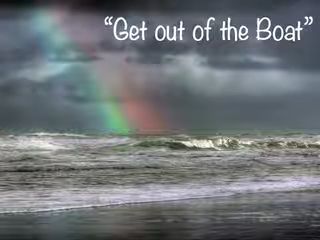 “Get out of the Boat”